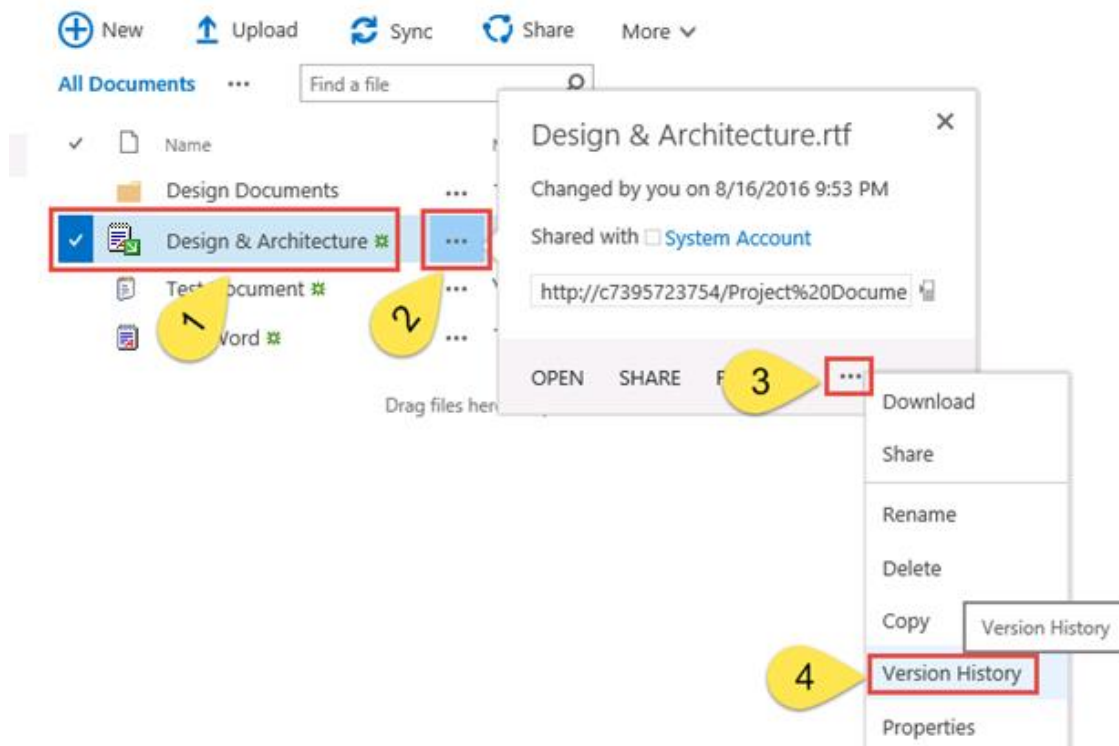 New Upload Sync Share More
All Documents ... Find a file
Name
Design Documents ...
Design & Architecture ...
Document ...
Word ...
Drag files here
1
2
Design & Architecture.rtf
Changed by you on 8/16/2016 9:53 PM
Shared with System Account
http://c7395723754/Project%20Docume
OPEN SHARE ...
3
Download
Share
Rename
Delete
Copy
Version History
4
Version History
Properties